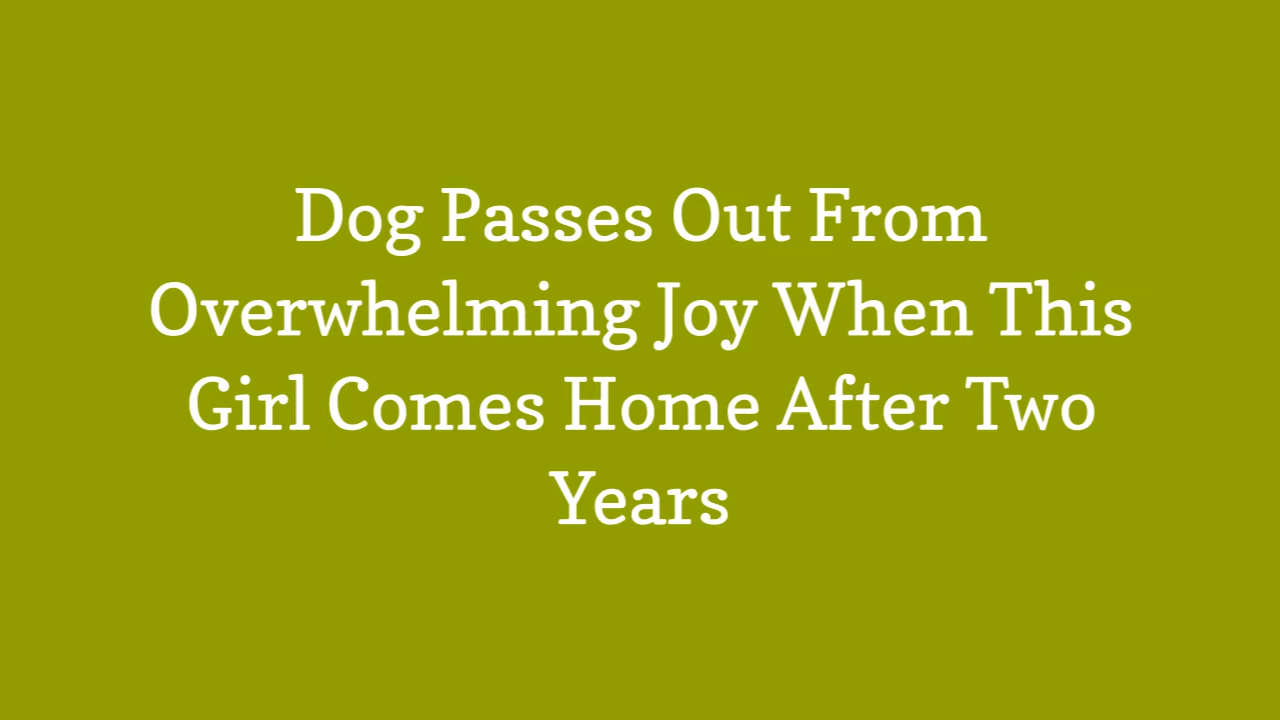 Dog Passes Out From
Overwhelming Joy When This
Girl Comes Home After Two
Years